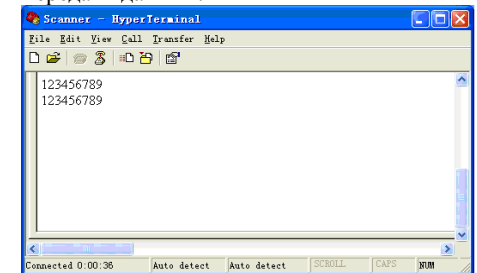 Scanner - HyperTerminal
File Edit View Call Transfer Help
123456789
123456789
Connected 0:00:36 Auto detect Auto detect SCROLL CAPS NUM